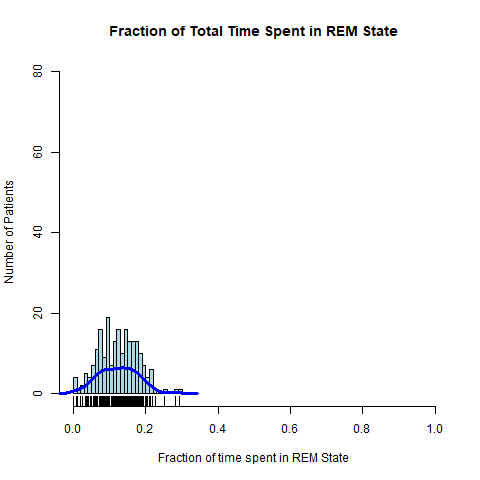 Fraction of Total Time Spent in REM State
Number of Patients
80
60
40
20
0
0.0 0.2 0.4 0.6 0.8 1.0
Fraction of time spent in REM State